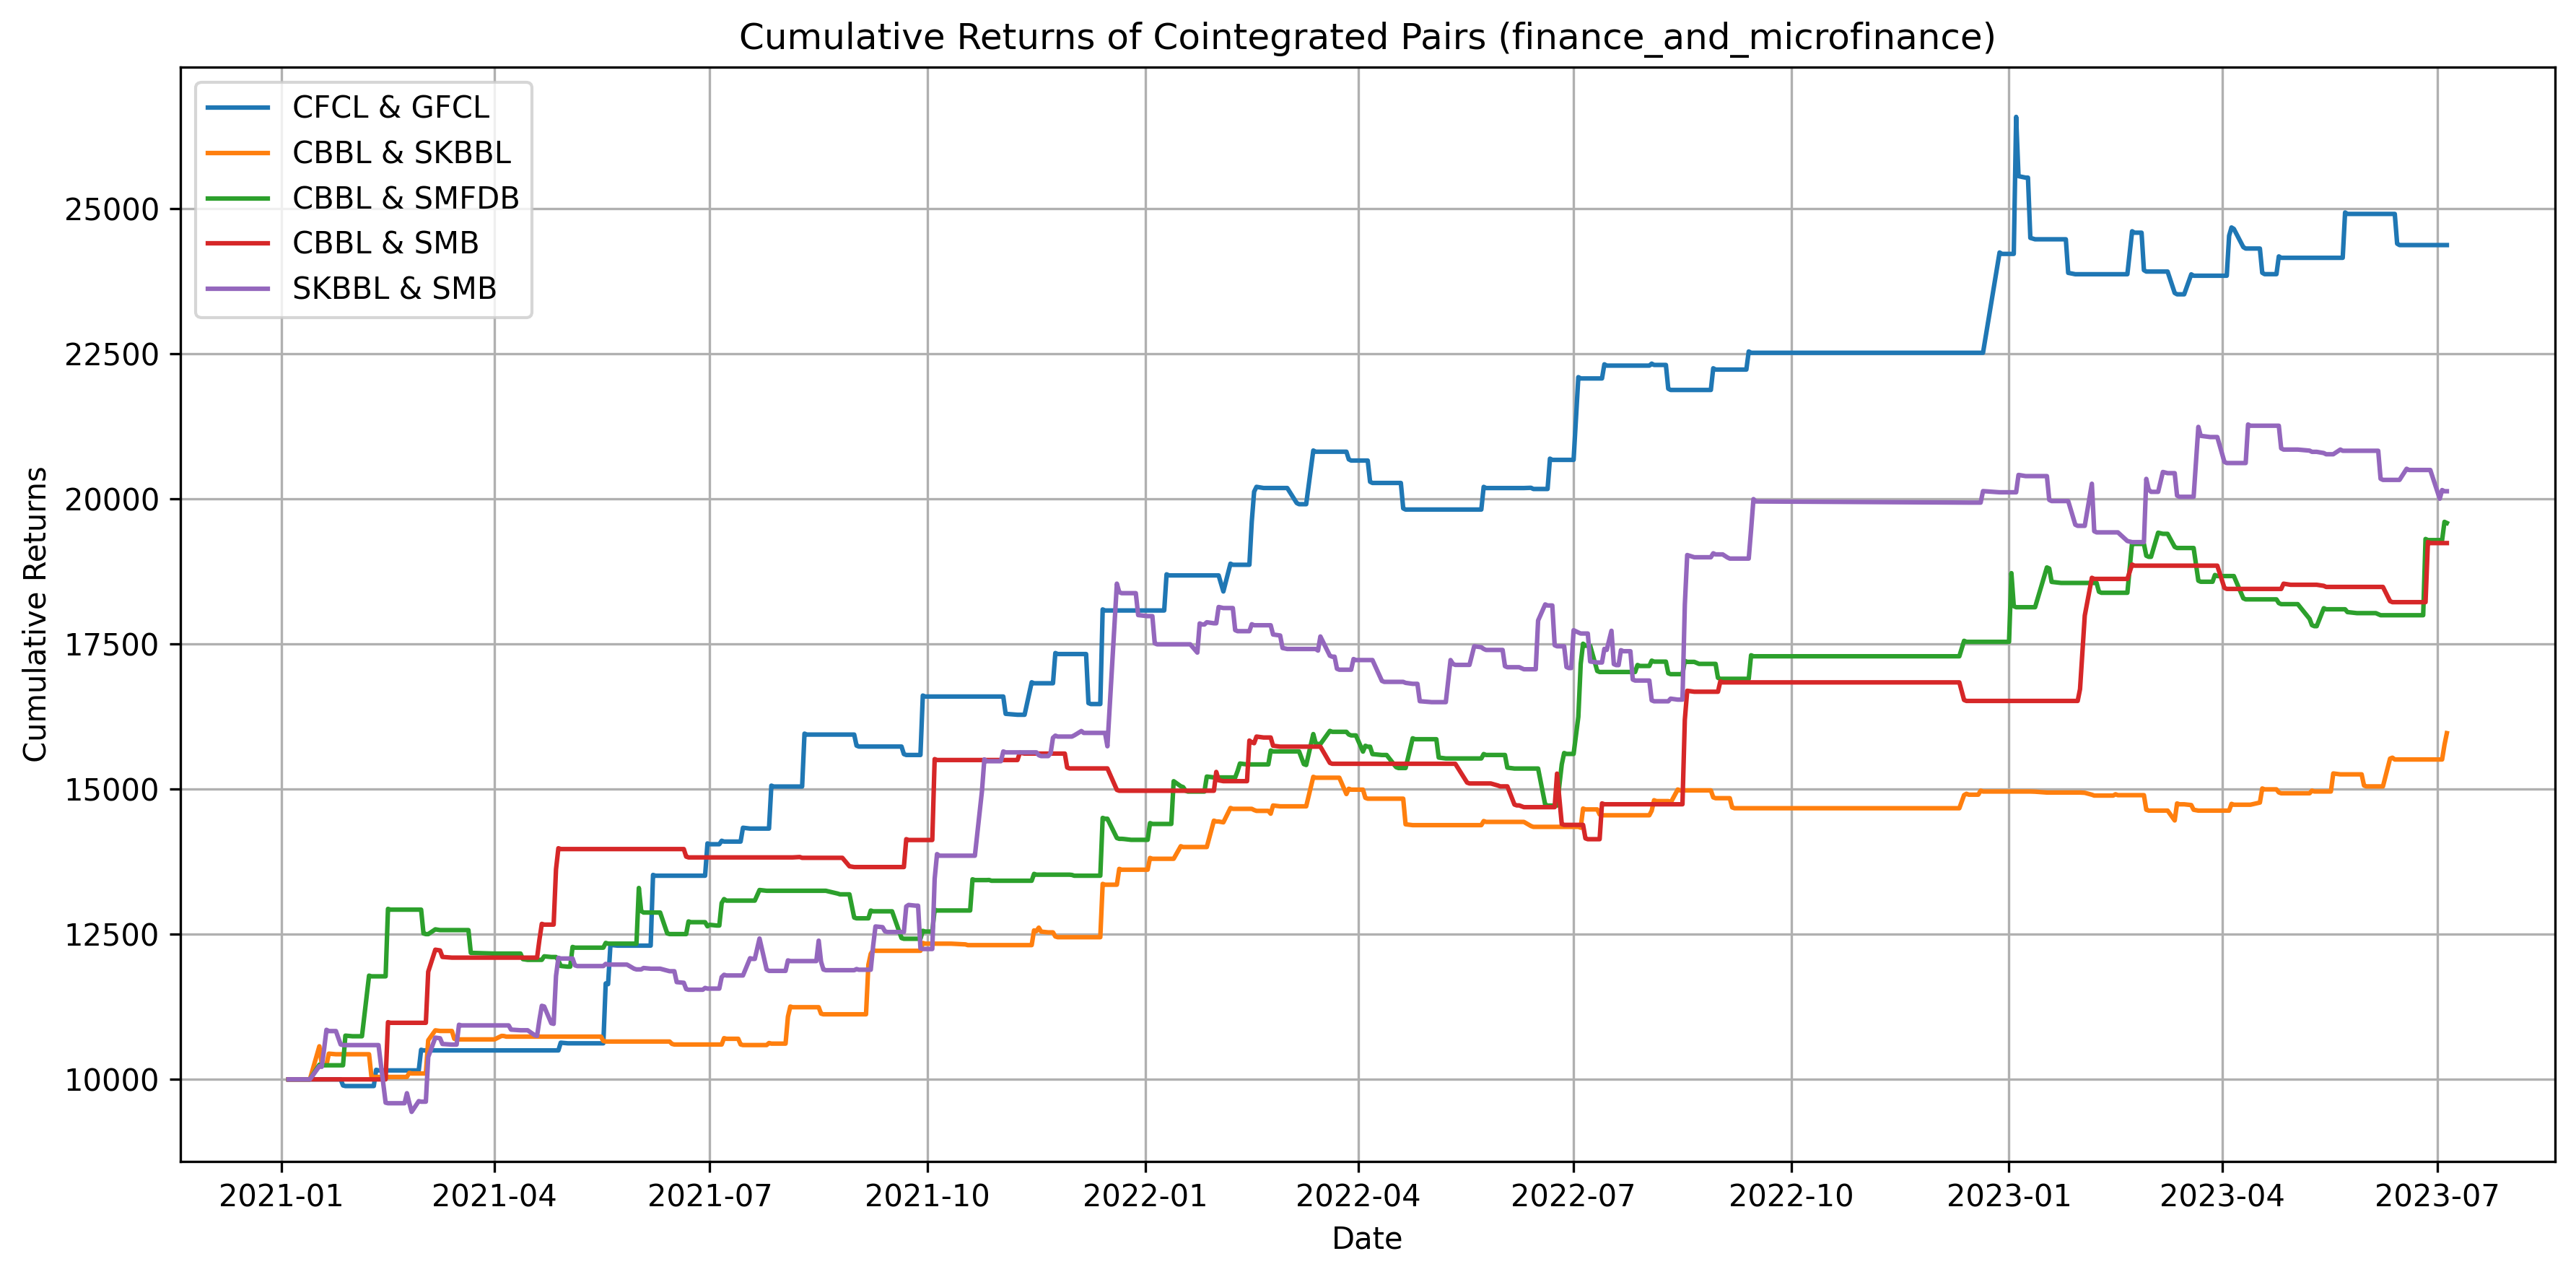 Cumulative Returns of Cointegrated Pairs (finance_and_microfinance)
CFCL & GFCL
CBBL & SKBBL
CBBL & SMFDB
CBBL & SMB
SKBBL & SMB
Cumulative Returns
25000
22500
20000
17500
15000
12500
10000
2021-01 2021-04 2021-07 2021-10 2022-01 2022-04 2022-07 2022-10 2023-01 2023-04 2023-07
Date